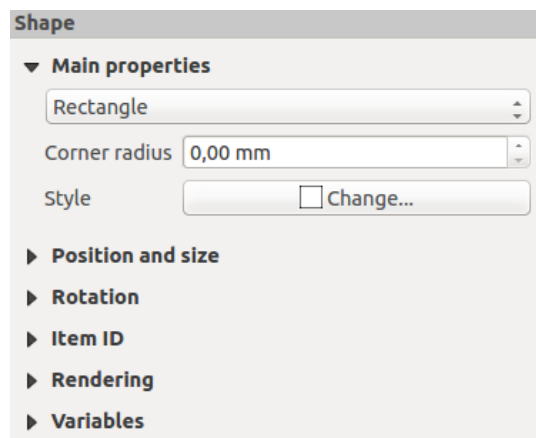 Shape
Main properties
Rectangle
Corner radius 0,00 mm
Style Change...
Position and size
Rotation
Item ID
Rendering
Variables